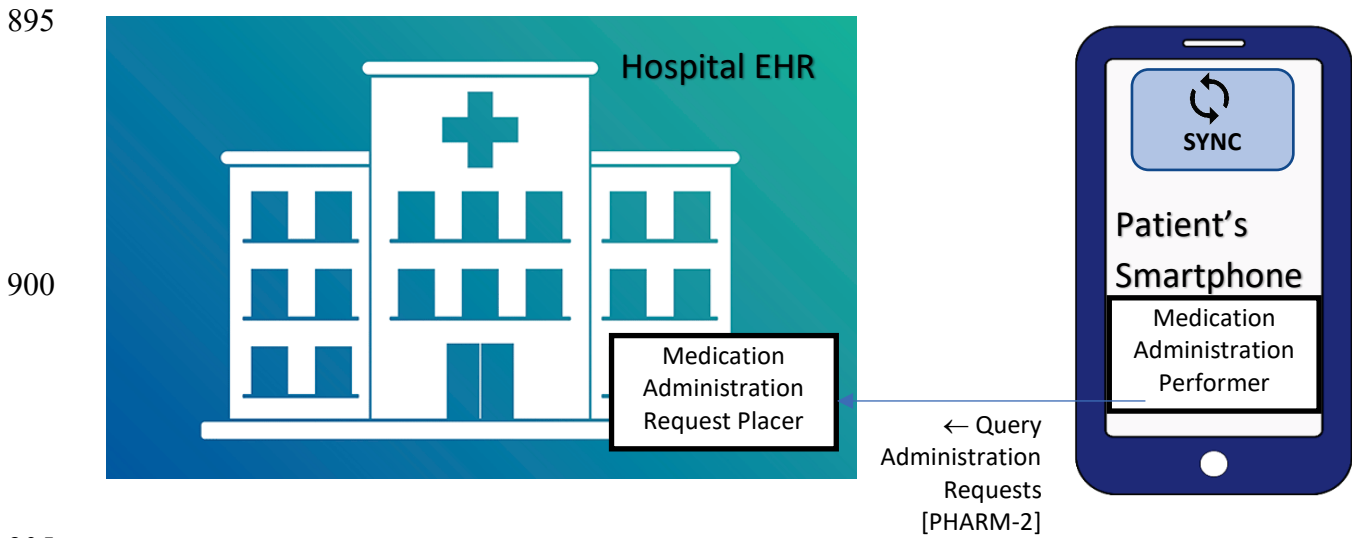 895
Hospital EHR
SYNC
Patient's
Smartphone
900
Medication
Administration
Performer
Medication
Administration
Request Placer
← Query
Administration
Requests
[PHARM-2]